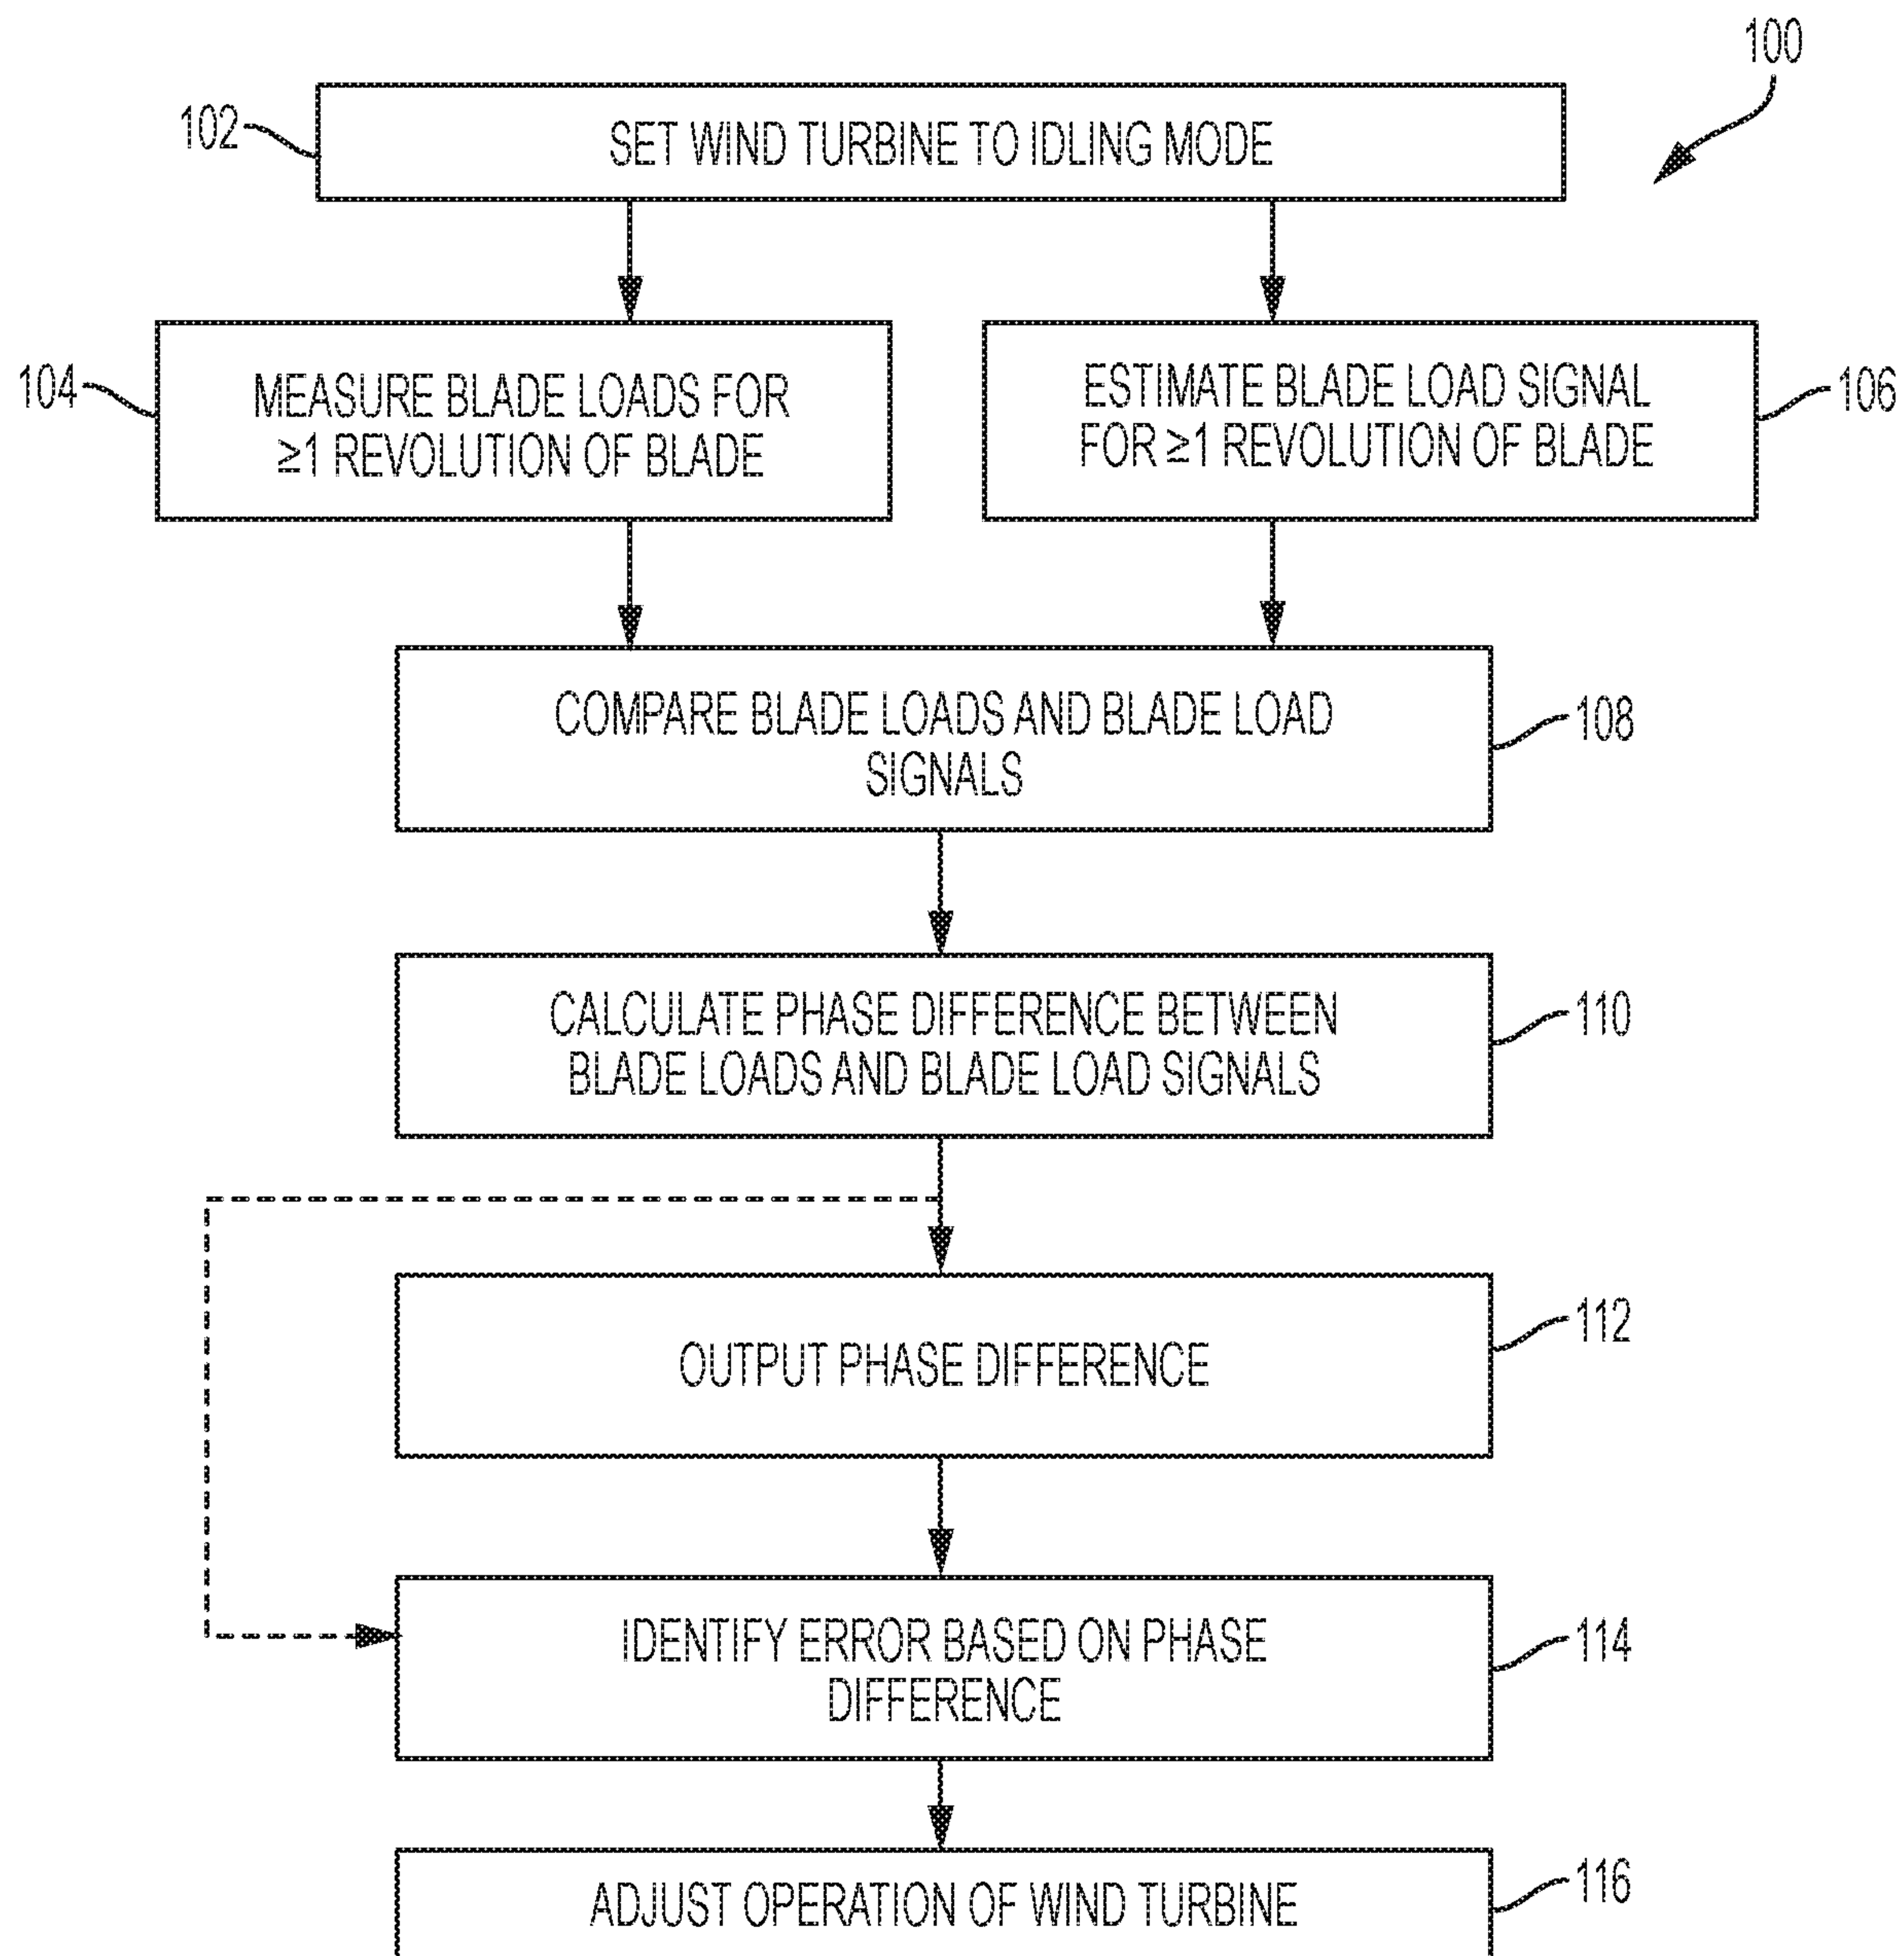 100
102
SET WIND TURBINE TO IDLING MODE
104
MEASURE BLADE LOADS FOR
≥1 REVOLUTION OF BLADE
ESTIMATE BLADE LOAD SIGNAL
FOR ≥1 REVOLUTION OF BLADE
106
COMPARE BLADE LOADS AND BLADE LOAD
SIGNALS
108
CALCULATE PHASE DIFFERENCE BETWEEN
BLADE LOADS AND BLADE LOAD SIGNALS
110
OUTPUT PHASE DIFFERENCE
112
IDENTIFY ERROR BASED ON PHASE
DIFFERENCE
114
ADJUST OPERATION OF WIND TURBINE
116